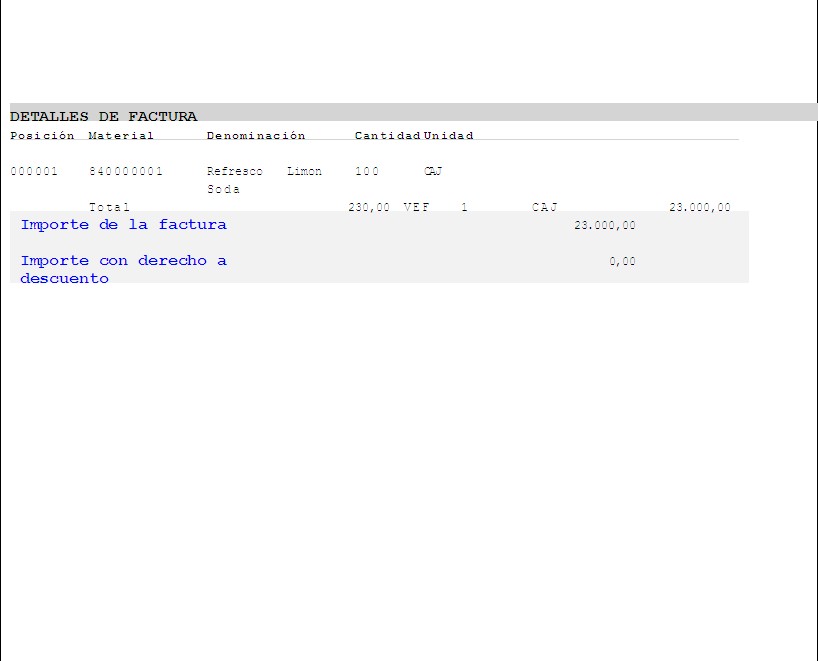 DETALLES DE FACTURA
Posición Material Denominación Cantidad Unidad
000001 840000001 Refresco Limon 100 CAJ
Soda
Total 230,00 VEF 1 CAJ 23.000,00
Importe de la factura 23.000,00
Importe con derecho a 0,00
descuento